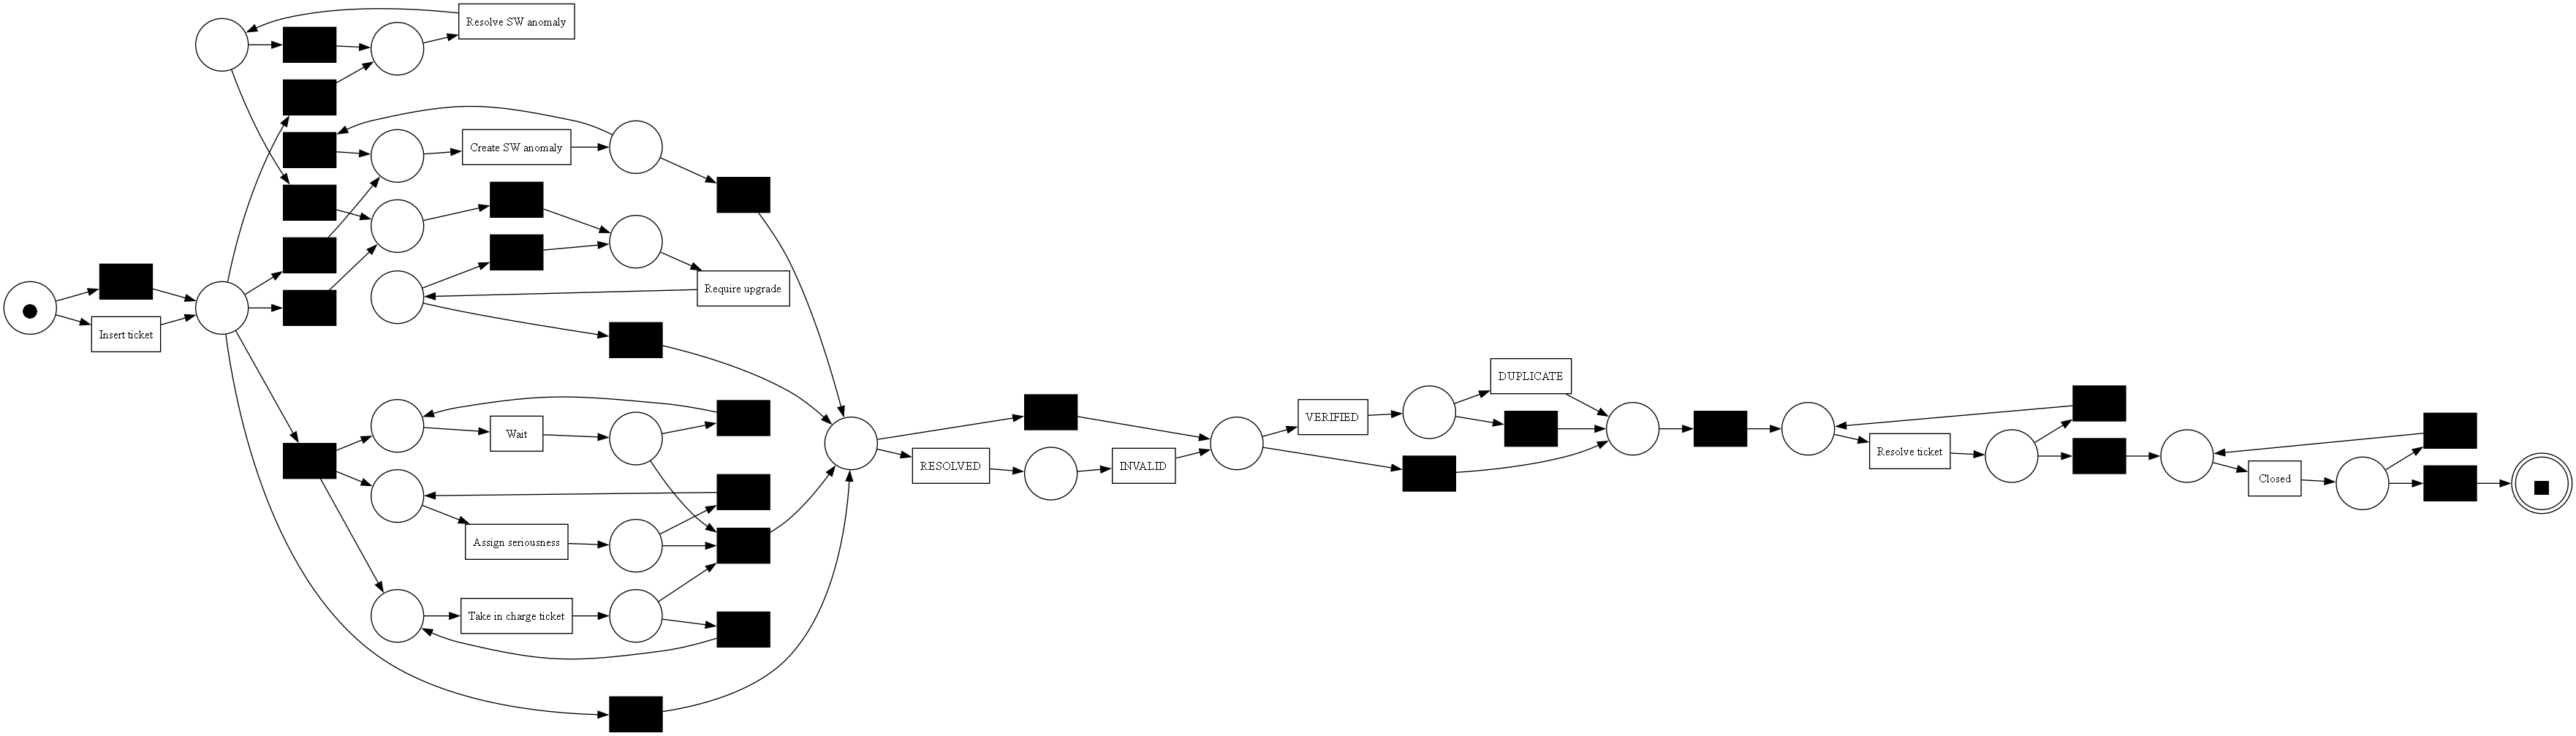 Resolve SW anomaly
Create SW anomaly
Require upgrade
Insert ticket
Wait
Assign seriousness
Take in charge ticket
RESOLVED
INVALID
VERIFIED
DUPLICATE
Resolve ticket
Closed